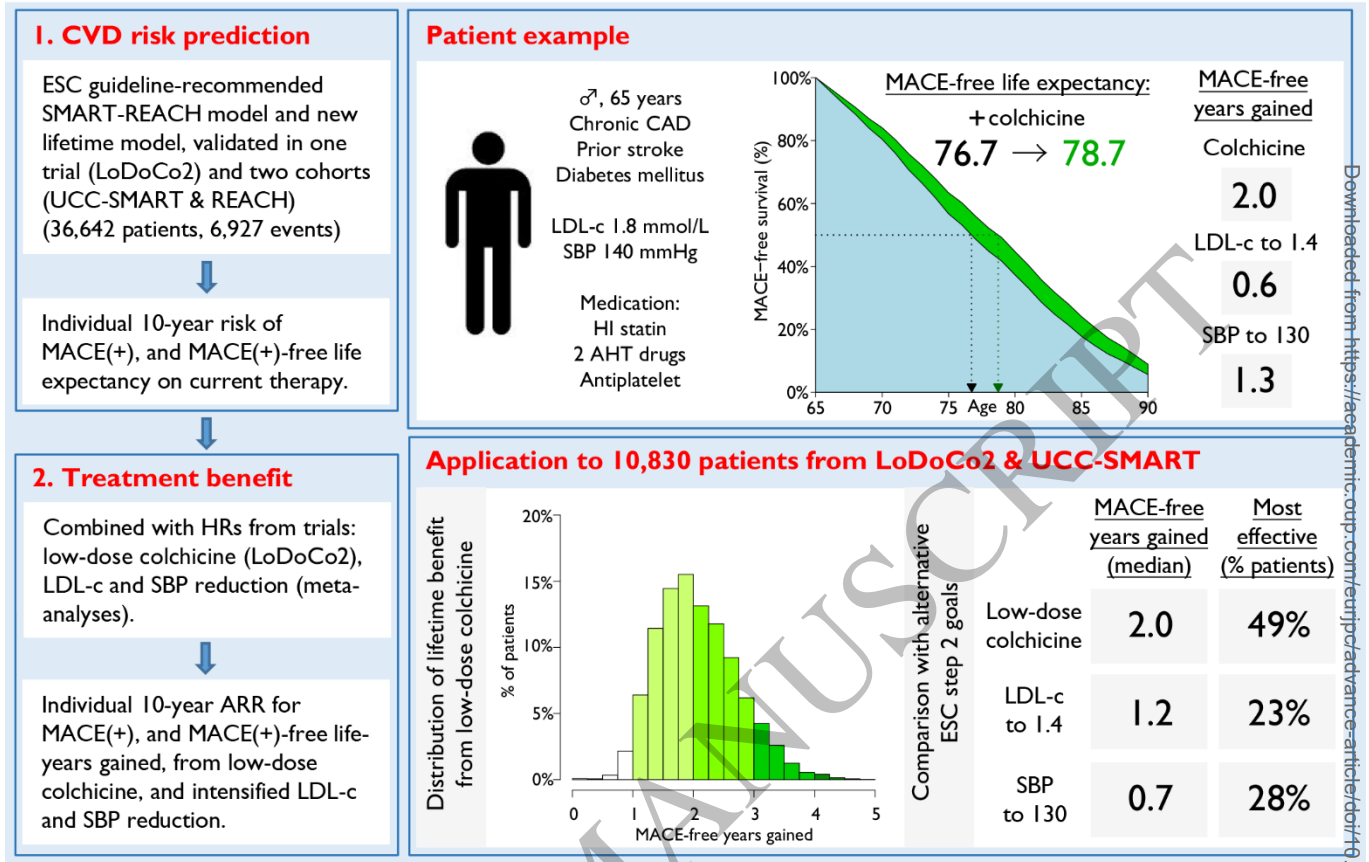 1. CVD risk prediction
ESC guideline-recommended
SMART-REACH model and new
lifetime model, validated in one
trial (LoDoCo2) and two cohorts
(UCC-SMART & REACH)
(36,642 patients, 6,927 events)
Individual 10-year risk of
MACE(+), and MACE(+)-free life
expectancy on current therapy.
2. Treatment benefit
Combined with HRs from trials:
low-dose colchicine (LoDoCo2),
LDL-c and SBP reduction (meta-
analyses).
Individual 10-year ARR for
MACE(+), and MACE(+)-free life-
years gained, from low-dose
colchicine, and intensified LDL-c
and SBP reduction.
Patient example
♂, 65 years
Chronic CAD
Prior stroke
Diabetes mellitus
LDL-c 1.8 mmol/L
SBP 140 mmHg
Medication:
HI statin
2 AHT drugs
Antiplatelet
MACE-free survival (%)
100%
80%
60%
40%
20%
0%
65
70
75
Age
80
85
90
MACE-free life expectancy:
+colchicine
76.7 → 78.7
MACE-free
years gained
Colchicine
2.0
LDL-c to 1.4
0.6
SBP to 130
1.3
Application to 10,830 patients from LoDoCo2 & UCC-SMART
Distribution of lifetime benefit
from low-dose colchicine
% of patients
20%
15%
10%
5%
0%
0
1
2
3
4
5
MACE-free years gained
Comparison with alternative
ESC step 2 goals
MACE-free
years gained
(median)
Most
effective
(% patients)
Low-dose
colchicine
2.0
49%
LDL-c
to 1.4
1.2
23%
SBP
to 130
0.7
28%
MANUSCRIPT
Downloaded from https://academic.oup.com/eurjpc/advance-article/doi/10.